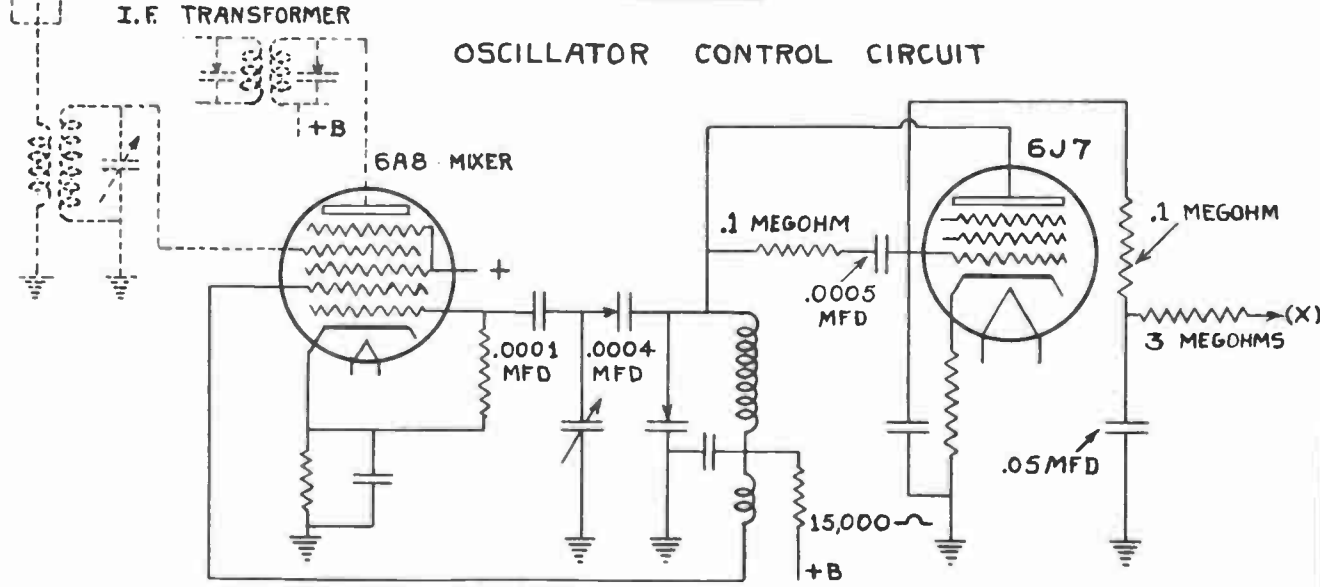 I.F. TRANSFORMER
OSCILLATOR CONTROL CIRCUIT
+B
6A8 MIXER
6J7
.1 MEGOHM
.1 MEGOHM
+
.0005
MFD
(X)
3 MEGOHMS
.0001
MFD
.0004
MFD
.05 MFD
15,000
+B